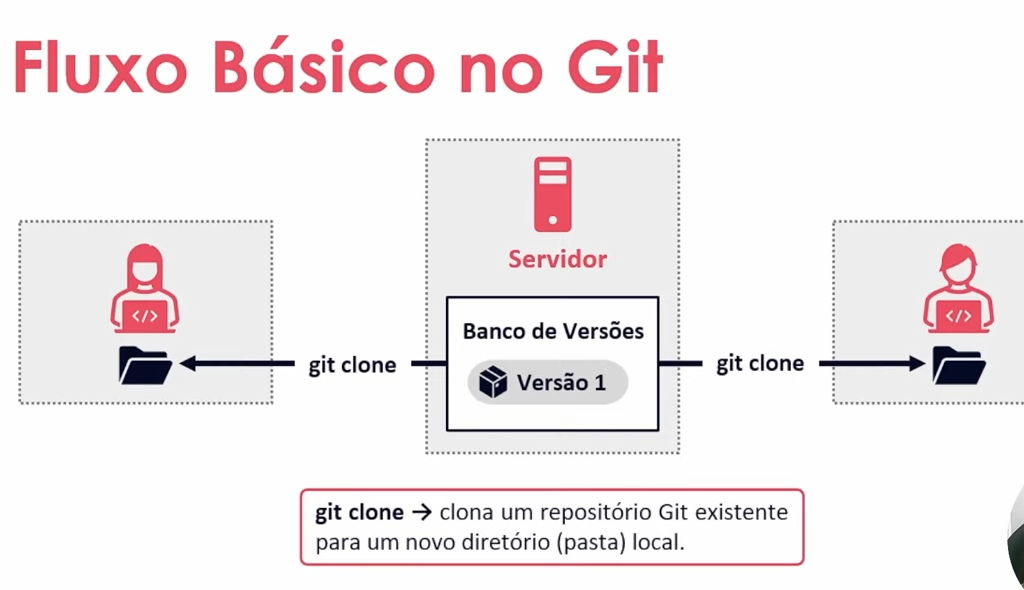 Fluxo Básico no Git
Servidor
Banco de Versões
Versão 1
git clone
git clone
</>
</>
git clone → clona um repositório Git existente
para um novo diretório (pasta) local.